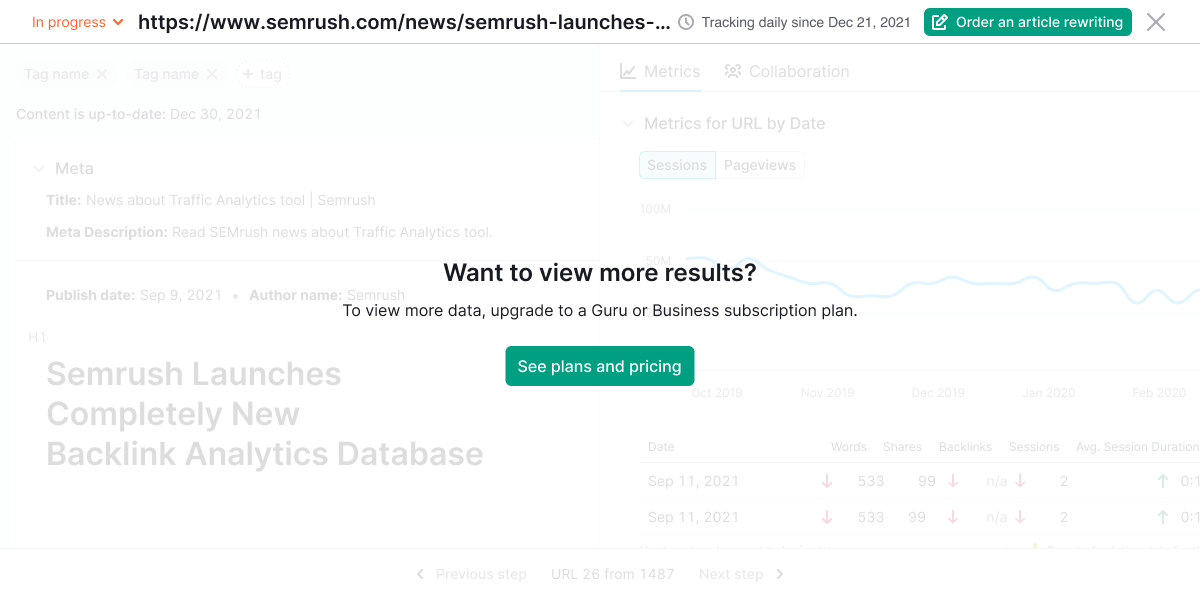 In progress https://www.semrush.com/news/semrush-launches-... Tracking daily since Dec 21, 2021 Order an article rewriting
Tag name Tag name + tag
Content is up-to-date: Dec 30, 2021
Meta
Title: News about Traffic Analytics tool | Semrush
Meta Description: Read SEMrush news about Traffic Analytics tool.
Publish date: Sep 9, 2021 • Author name: Semrush
H1
Semrush Launches
Completely New
Backlink Analytics Database
Metrics Collaboration
Metrics for URL by Date
Sessions Pageviews
100M
50M
Oct 2019 Nov 2019 Dec 2019 Jan 2020 Feb 2020
Date Words Shares Backlinks Sessions Avg. Session Duration
Sep 11, 2021 ↓ 533 99 ↓ n/a ↓ 2 ↑ 0:1
Sep 11, 2021 ↓ 533 99 ↓ n/a ↓ 2 ↑ 0:1
Want to view more results?
To view more data, upgrade to a Guru or Business subscription plan.
See plans and pricing
Previous step URL 26 from 1487 Next step